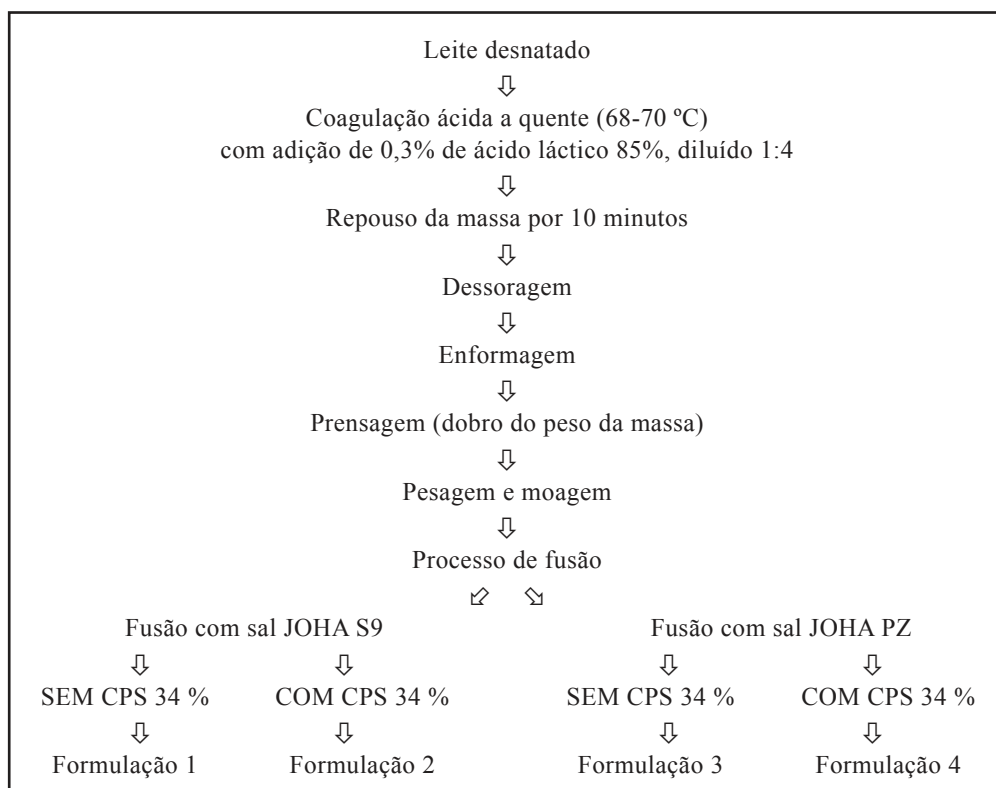 Leite desnatado
⇩
Coagulação ácida a quente (68-70 ºC)
com adição de 0,3% de ácido láctico 85%, diluído 1:4
⇩
Repouso da massa por 10 minutos
⇩
Dessoragem
⇩
Enformagem
⇩
Prensagem (dobro do peso da massa)
⇩
Pesagem e moagem
⇩
Processo de fusão
Fusão com sal JOHA S9 Fusão com sal JOHA PZ
⇩ ⇩ ⇩ ⇩
SEM CPS 34 % COM CPS 34 % SEM CPS 34 % COM CPS 34 %
⇩ ⇩ ⇩ ⇩
Formulação 1 Formulação 2 Formulação 3 Formulação 4